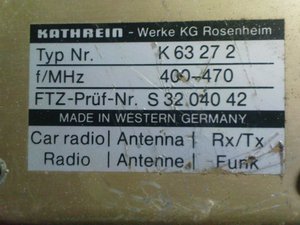 KATHREIN - Werke KG Rosenheim
Typ Nr. K 63 27 2
f/MHz 400-470
FTZ-Prüf-Nr. S 32 040 42
MADE IN WESTERN GERMANY
Car radio | Antenna | Rx/Tx
Radio | Antenne | Funk